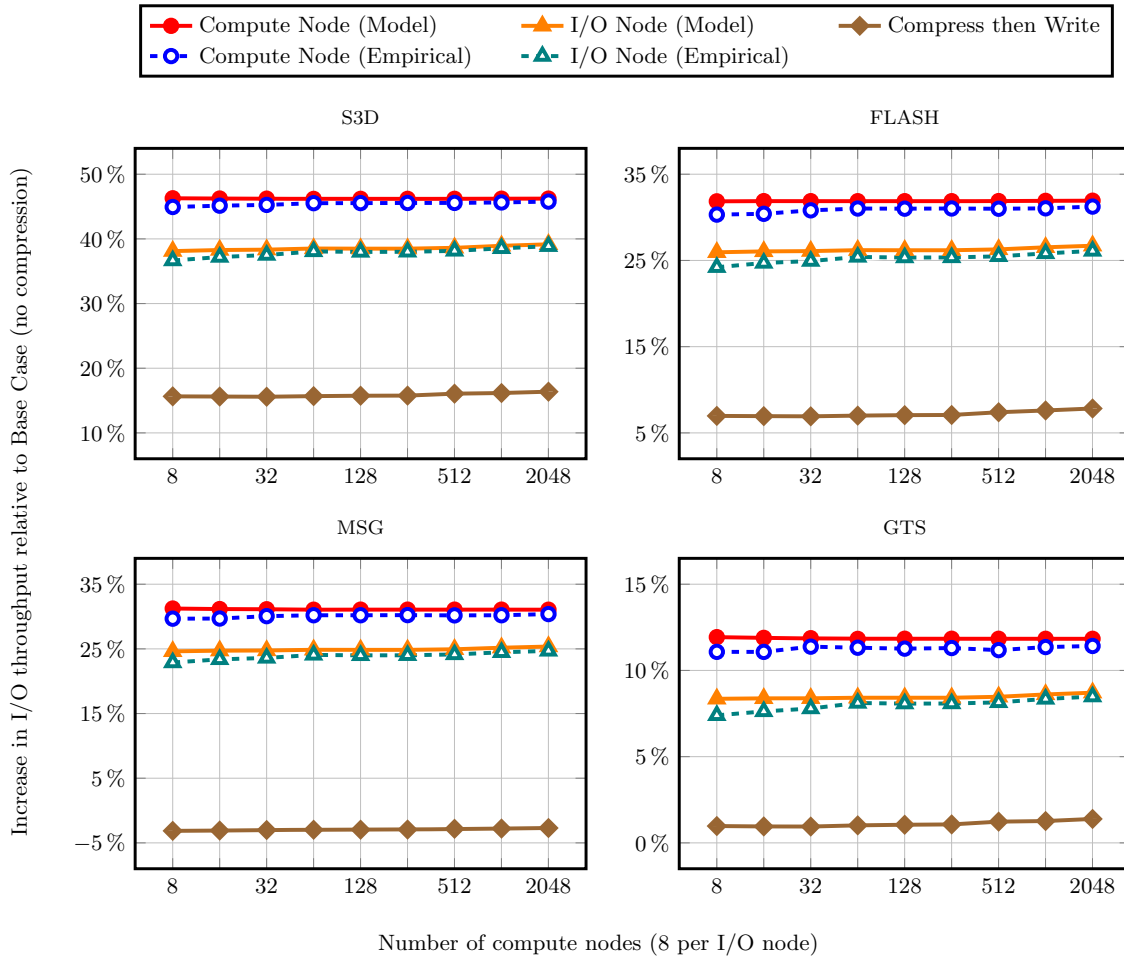 Compute Node (Model) I/O Node (Model) Compress then Write
Compute Node (Empirical) I/O Node (Empirical)
Increase in I/O throughput relative to Base Case (no compression)
S3D
50 %
40 %
30 %
20 %
10 %
8 32 128 512 2048
FLASH
35 %
25 %
15 %
5 %
8 32 128 512 2048
MSG
35 %
25 %
15 %
5 %
−5 %
8 32 128 512 2048
GTS
15 %
10 %
5 %
0 %
8 32 128 512 2048
Number of compute nodes (8 per I/O node)